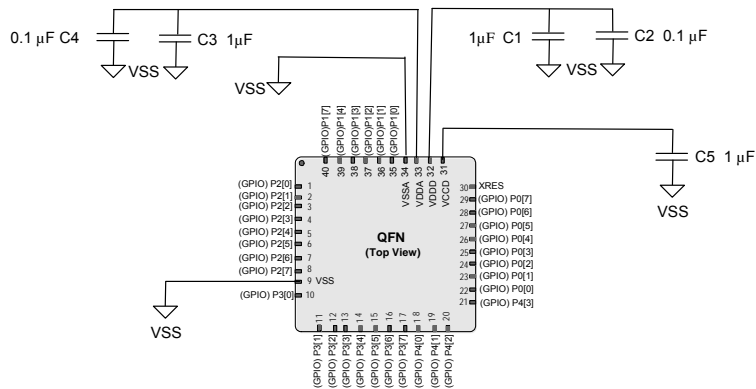 0.1 µF C4
C3 1µF
VSS
VSS
1µF C1
C2 0.1 µF
VSS
C5 1 µF
VSS
(GPIO)P1[7]
(GPIO)P1[4]
(GPIO)P1[3]
(GPIO)P1[2]
(GPIO)P1[1]
(GPIO)P1[0]
40
39
38
37
36
35
34
33
32
31
VSSA
VDDA
VDDD
VCCD
(GPIO) P2[0] 1
(GPIO) P2[1] 2
(GPIO) P2[2] 3
(GPIO) P2[3] 4
(GPIO) P2[4] 5
(GPIO) P2[5] 6
(GPIO) P2[6] 7
(GPIO) P2[7] 8
9 VSS
(GPIO) P3[0] 10
VSS
QFN
(Top View)
30 XRES
29 (GPIO) P0[7]
28 (GPIO) P0[6]
27 (GPIO) P0[5]
26 (GPIO) P0[4]
25 (GPIO) P0[3]
24 (GPIO) P0[2]
23 (GPIO) P0[1]
22 (GPIO) P0[0]
21 (GPIO) P4[3]
11
12
13
14
15
16
17
18
19
20
(GPIO) P3[1]
(GPIO) P3[2]
(GPIO) P3[3]
(GPIO) P3[4]
(GPIO) P3[5]
(GPIO) P3[6]
(GPIO) P3[7]
(GPIO) P4[0]
(GPIO) P4[1]
(GPIO) P4[2]